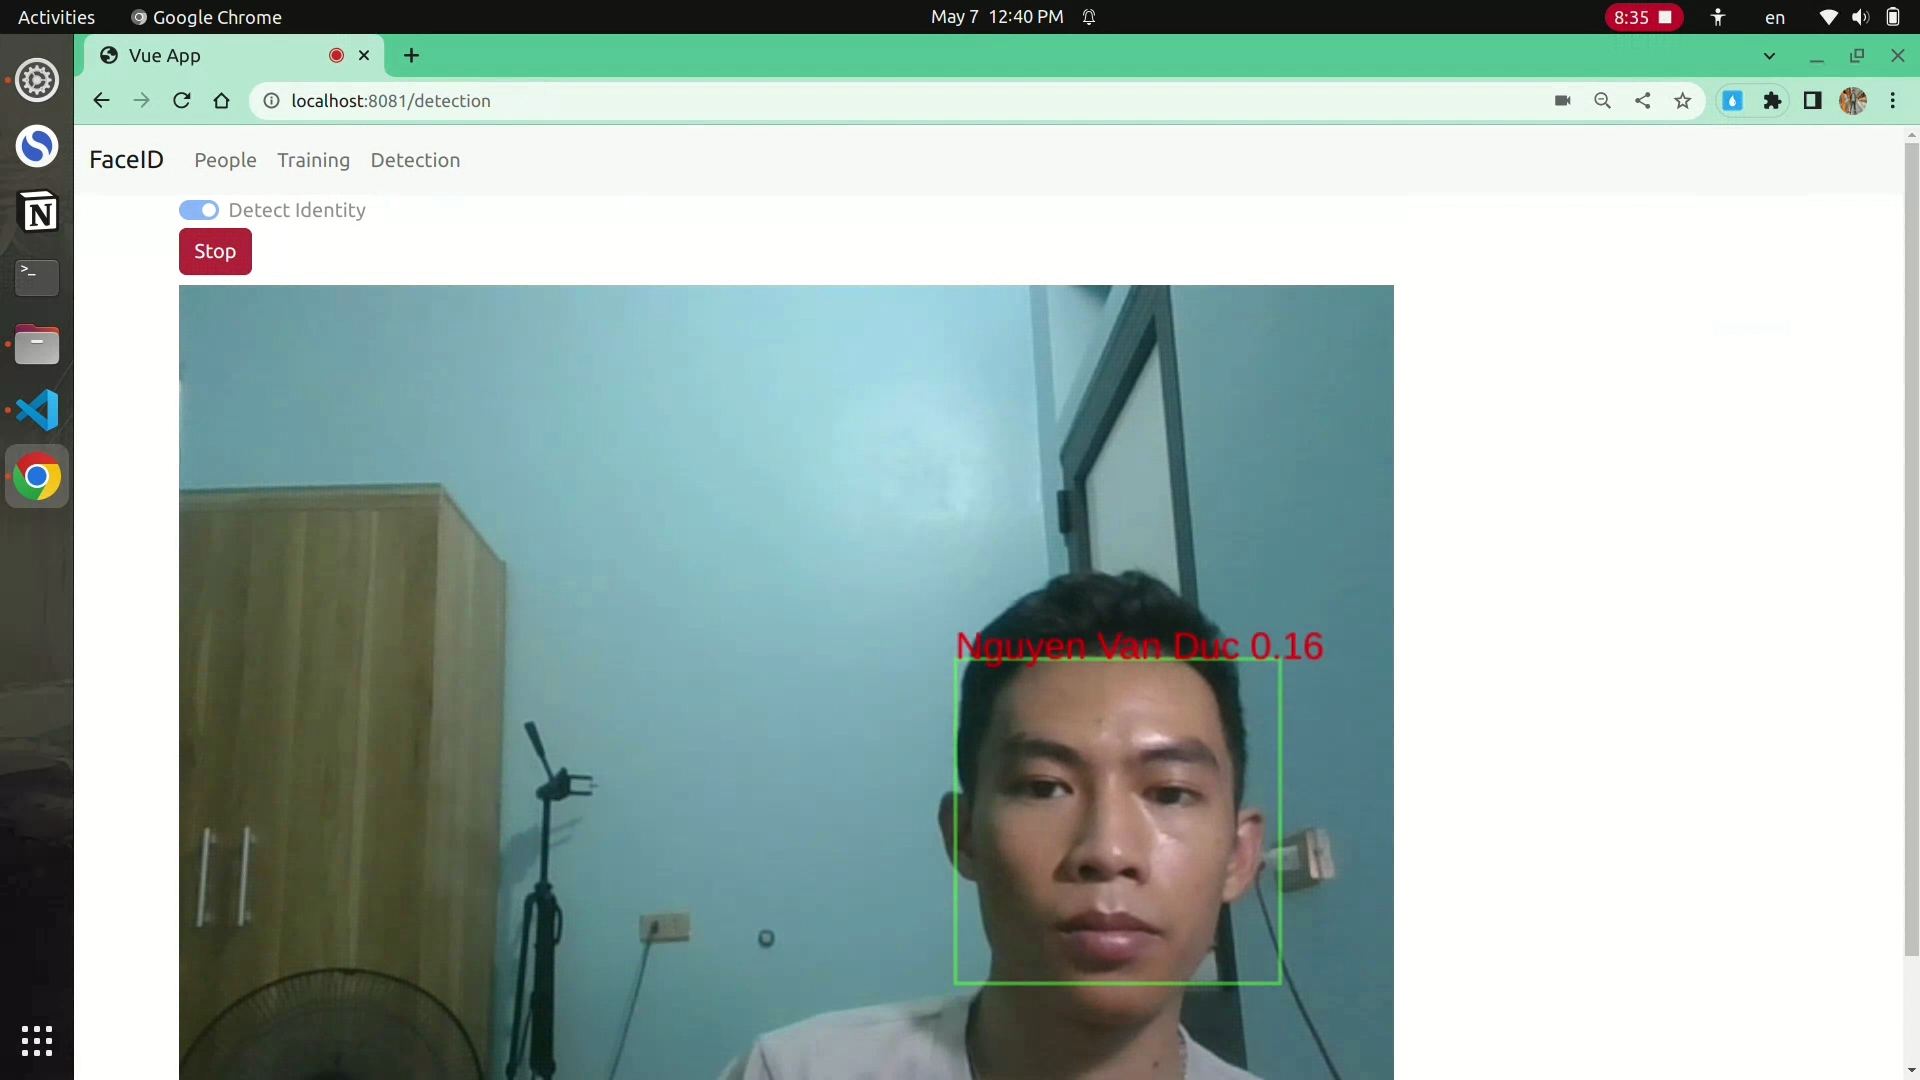 Activities Google Chrome May 7 12:40 PM 8:35 en
Vue App
localhost:8081/detection
FaceID People Training Detection
Detect Identity
Stop
Nguyen Van Duc 0.16